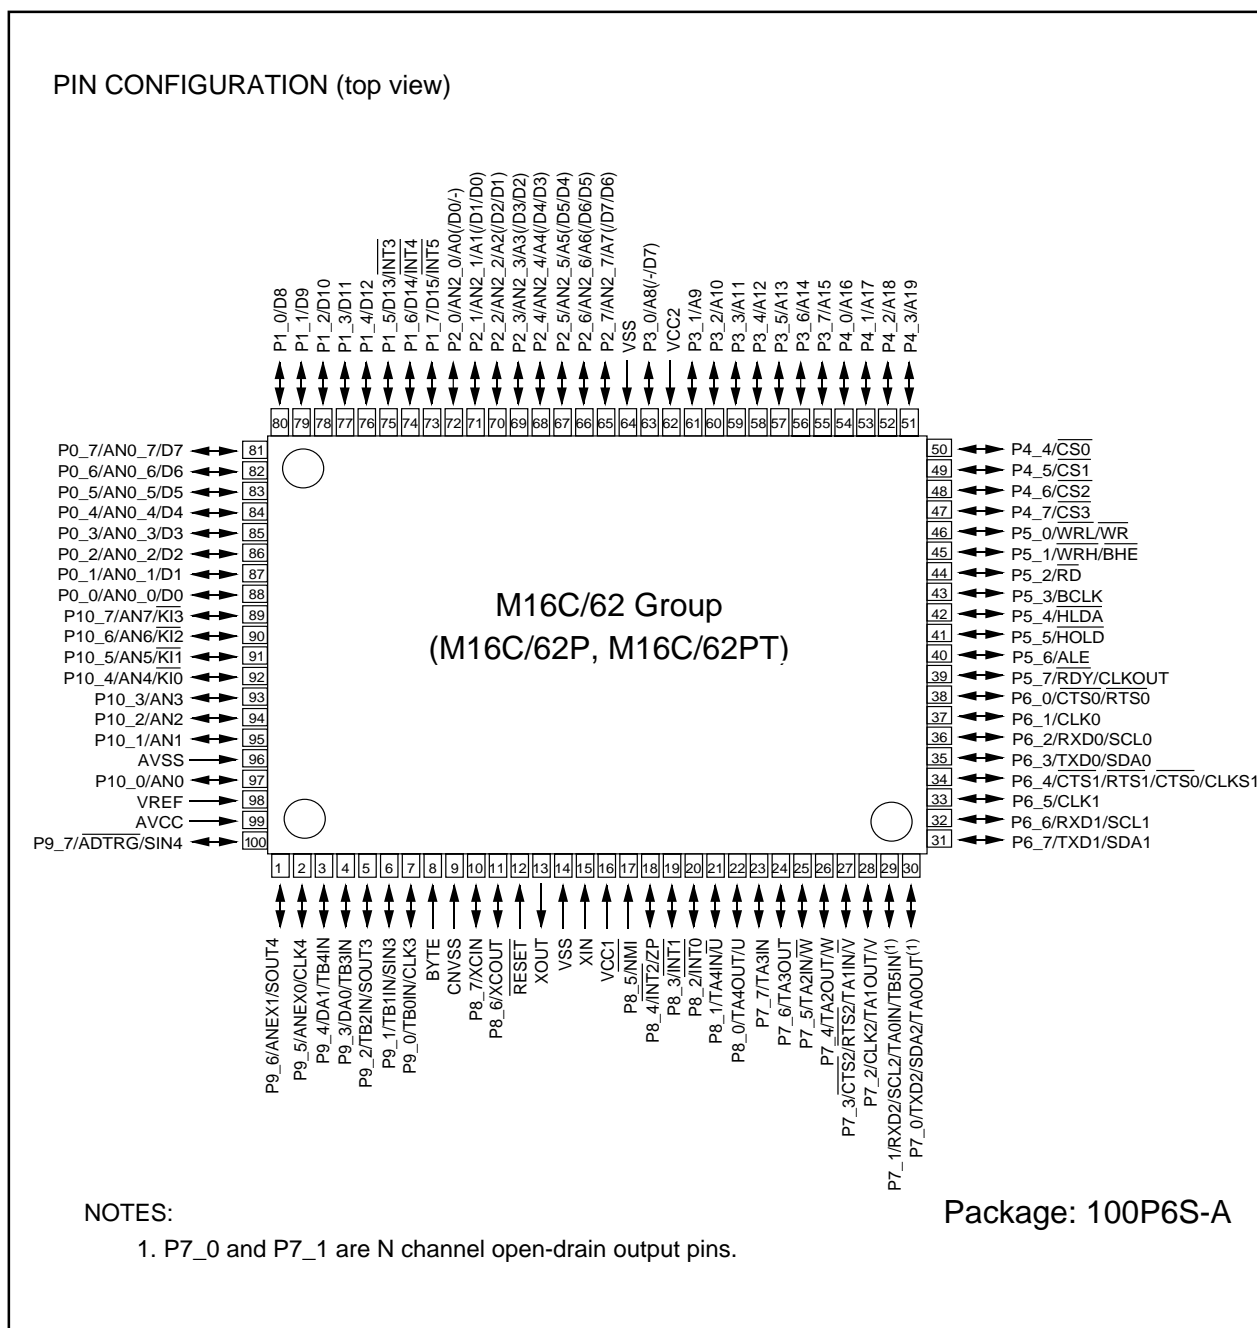 PIN CONFIGURATION (top view)
P1_0/D8
P1_1/D9
P1_2/D10
P1_3/D11
P1_4/D12
P1_5/D13/INT3
P1_6/D14/INT4
P1_7/D15/INT5
P2_0/AN2_0/A0(/D0/-)
P2_1/AN2_1/A1(/D1/D0)
P2_2/AN2_2/A2(/D2/D1)
P2_3/AN2_3/A3(/D3/D2)
P2_4/AN2_4/A4(/D4/D3)
P2_5/AN2_5/A5(/D5/D4)
P2_6/AN2_6/A6(/D6/D5)
P2_7/AN2_7/A7(/D7/D6)
VSS
P3_0/A8(/-/D7)
VCC2
P3_1/A9
P3_2/A10
P3_3/A11
P3_4/A12
P3_5/A13
P3_6/A14
P3_7/A15
P4_0/A16
P4_1/A17
P4_2/A18
P4_3/A19
80 79 78 77 76 75 74 73 72 71 70 69 68 67 66 65 64 63 62 61 60 59 58 57 56 55 54 53 52 51
P0_7/AN0_7/D7 81
P0_6/AN0_6/D6 82
P0_5/AN0_5/D5 83
P0_4/AN0_4/D4 84
P0_3/AN0_3/D3 85
P0_2/AN0_2/D2 86
P0_1/AN0_1/D1 87
P0_0/AN0_0/D0 88
P10_7/AN7/KI3 89
P10_6/AN6/KI2 90
P10_5/AN5/KI1 91
P10_4/AN4/KI0 92
P10_3/AN3 93
P10_2/AN2 94
P10_1/AN1 95
AVSS 96
P10_0/AN0 97
VREF 98
AVCC 99
P9_7/ADTRG/SIN4 100
M16C/62 Group
(M16C/62P, M16C/62PT)
50 P4_4/CS0
49 P4_5/CS1
48 P4_6/CS2
47 P4_7/CS3
46 P5_0/WRL/WR
45 P5_1/WRH/BHE
44 P5_2/RD
43 P5_3/BCLK
42 P5_4/HLDA
41 P5_5/HOLD
40 P5_6/ALE
39 P5_7/RDY/CLKOUT
38 P6_0/CTS0/RTS0
37 P6_1/CLK0
36 P6_2/RXD0/SCL0
35 P6_3/TXD0/SDA0
34 P6_4/CTS1/RTS1/CTS0/CLKS1
33 P6_5/CLK1
32 P6_6/RXD1/SCL1
31 P6_7/TXD1/SDA1
1 2 3 4 5 6 7 8 9 10 11 12 13 14 15 16 17 18 19 20 21 22 23 24 25 26 27 28 29 30
P9_6/ANEX1/SOUT4
P9_5/ANEX0/CLK4
P9_4/DA1/TB4IN
P9_3/DA0/TB3IN
P9_2/TB2IN/SOUT3
P9_1/TB1IN/SIN3
P9_0/TB0IN/CLK3
BYTE
CNVSS
P8_7/XCIN
P8_6/XCOUT
RESET
XOUT
VSS
XIN
VCC1
P8_5/NMI
P8_4/INT2/ZP
P8_3/INT1
P8_2/INT0
P8_1/TA4IN/U
P8_0/TA4OUT/U
P7_7/TA3IN
P7_6/TA3OUT
P7_5/TA2IN/W
P7_4/TA2OUT/W
P7_3/CTS2/RTS2/TA1IN/V
P7_2/CLK2/TA1OUT/V
P7_1/RXD2/SCL2/TA0IN/TB5IN(1)
P7_0/TXD2/SDA2/TA0OUT(1)
NOTES:
1. P7_0 and P7_1 are N channel open-drain output pins.
Package: 100P6S-A